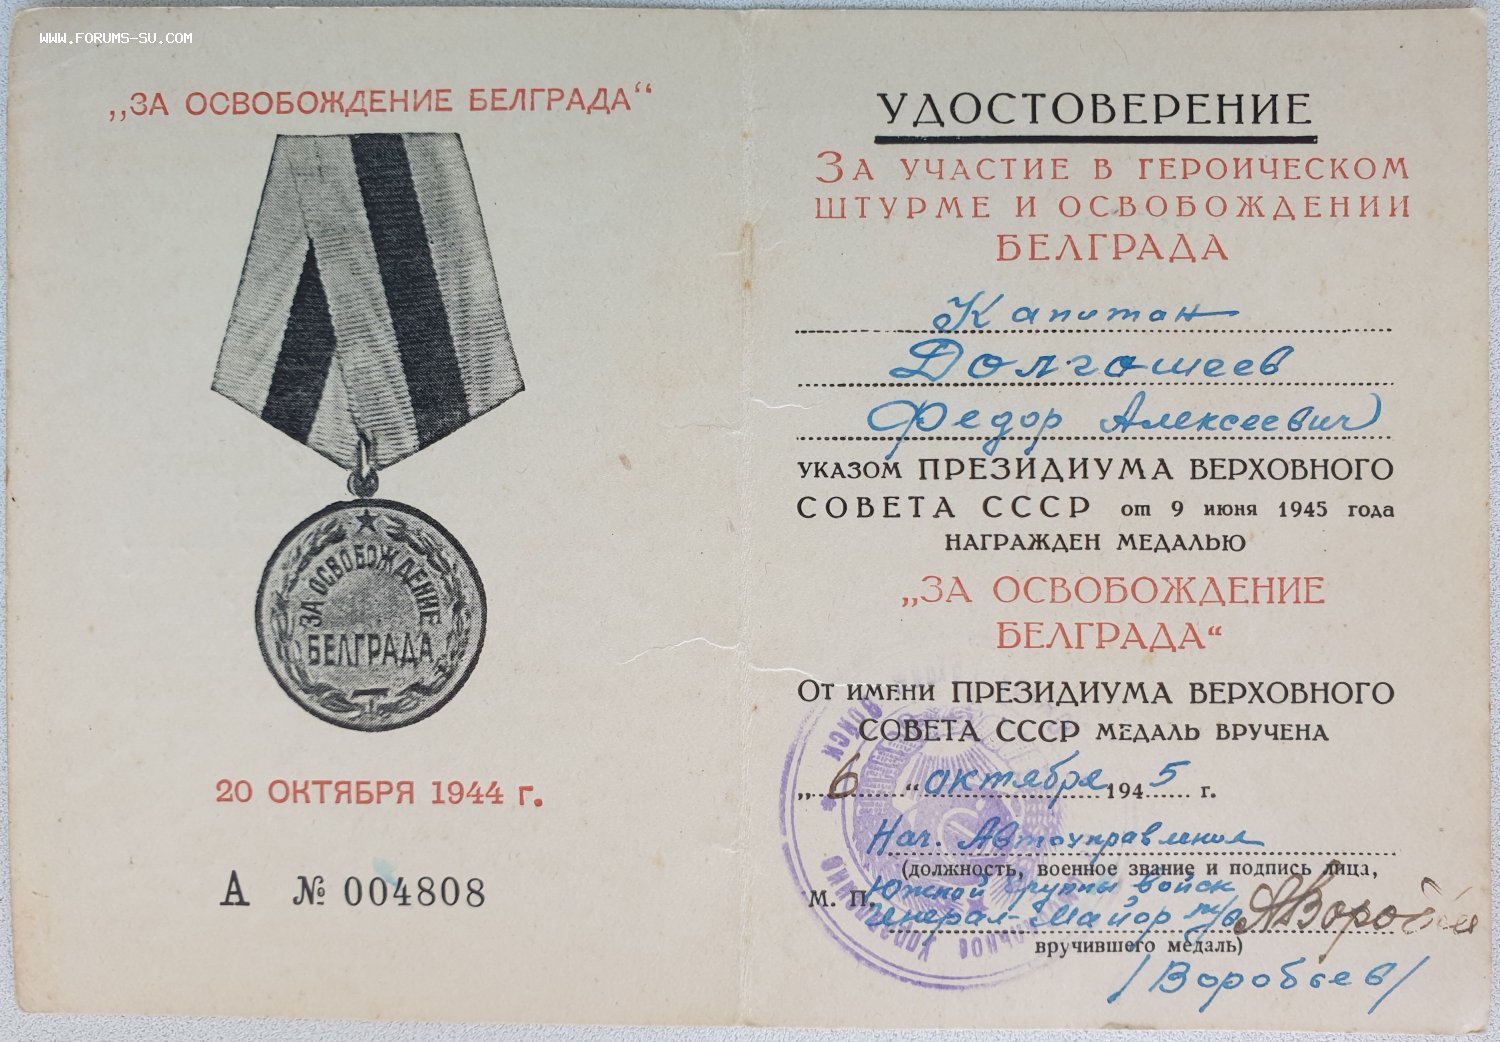 WWW.FORUMS-SU.COM
„ЗА ОСВОБОЖДЕНИЕ БЕЛГРАДА“
ЗА ОСВОБОЖДЕНИЕ
БЕЛГРАДА
20 ОКТЯБРЯ 1944 г.
А № 004808
УДОСТОВЕРЕНИЕ
ЗА УЧАСТИЕ В ГЕРОИЧЕСКОМ
ШТУРМЕ И ОСВОБОЖДЕНИИ
БЕЛГРАДА
Капитан
Долгашеев
Федор Алексеевич
УКАЗОМ ПРЕЗИДИУМА ВЕРХОВНОГО
СОВЕТА СССР от 9 июня 1945 года
НАГРАЖДЕН МЕДАЛЬЮ
„ЗА ОСВОБОЖДЕНИЕ
БЕЛГРАДА“
ОТ ИМЕНИ ПРЕЗИДИУМА ВЕРХОВНОГО
СОВЕТА СССР МЕДАЛЬ ВРУЧЕНА
„6“ октября 1945 г.
Нач. Автоуправления
(должность, военное звание и подпись лица,
Южной группы войск
М. П.
Генерал-Майор
вручившего медаль)
/Воробьев/
ВОЙСК